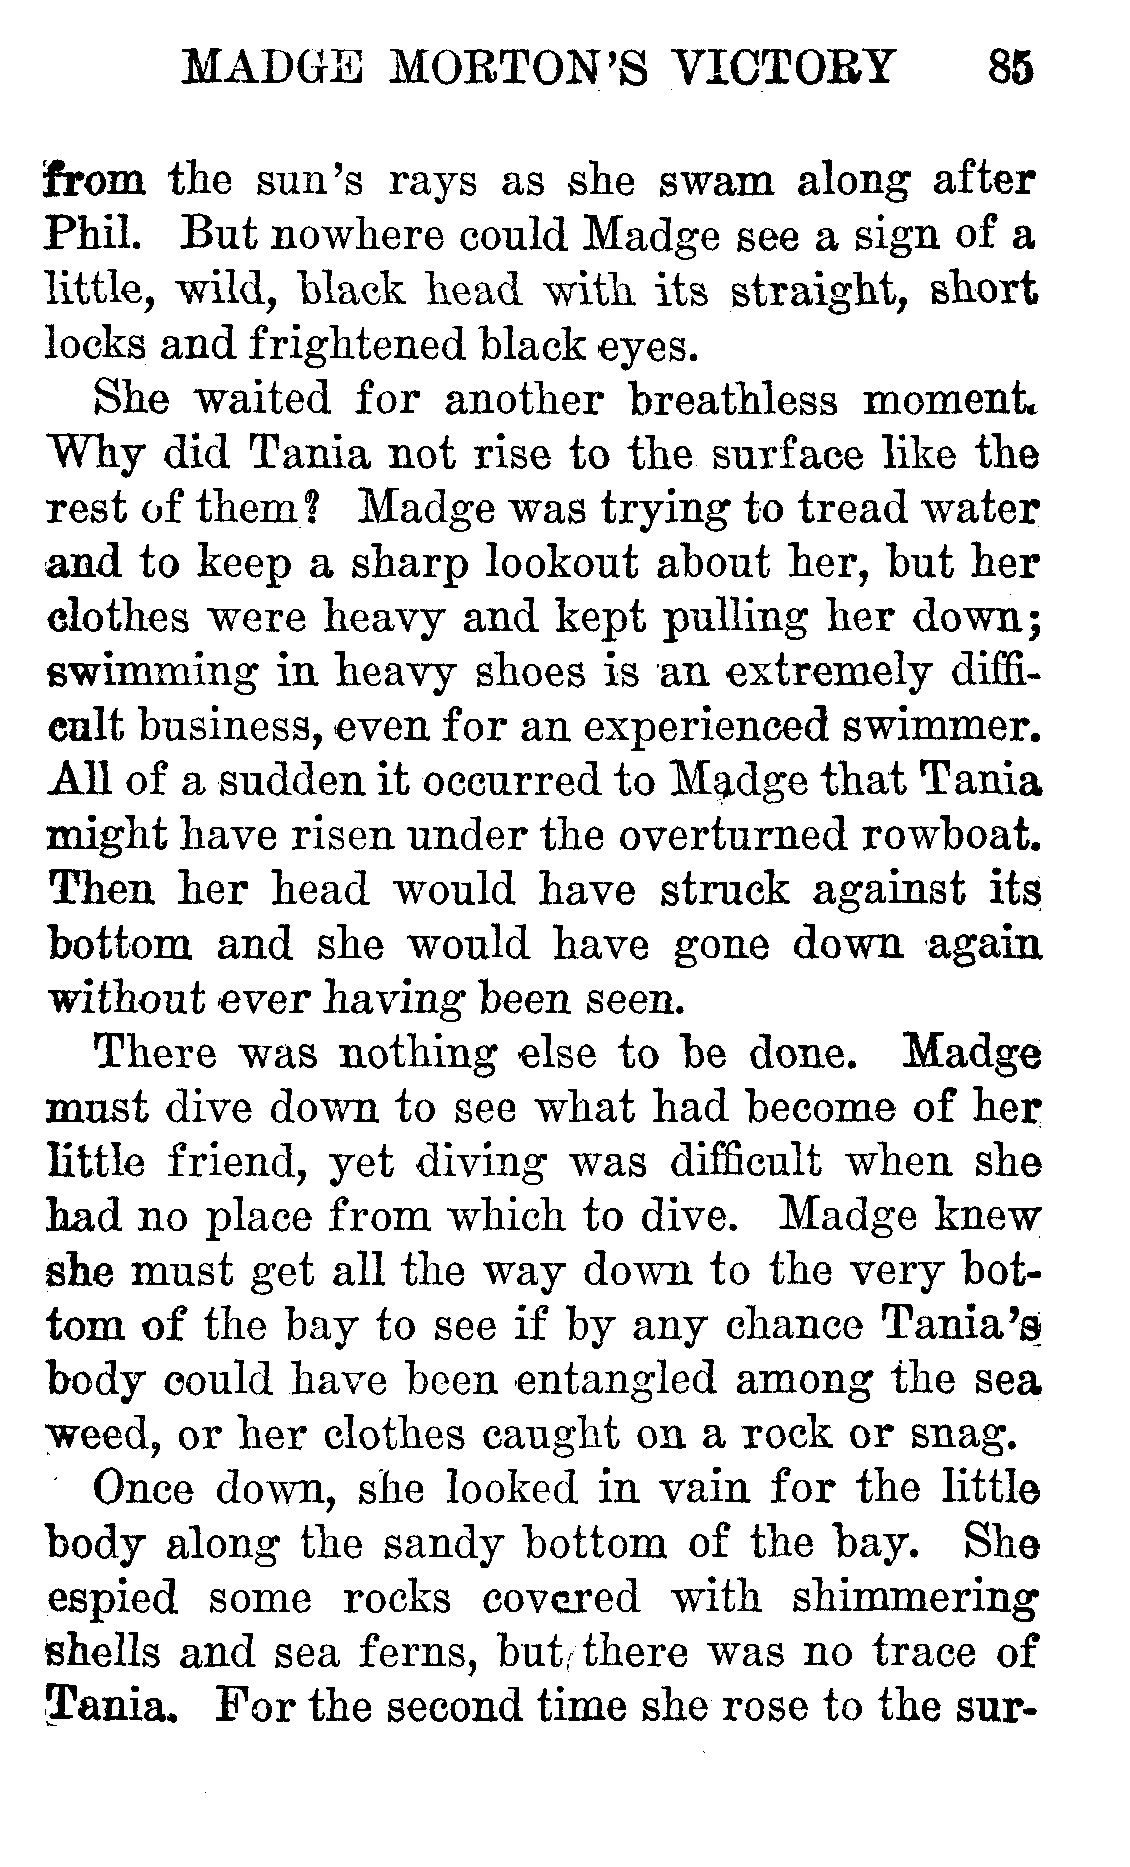 MADGE MORTON'S VICTORY 85
from the sun's rays as she swam along after
Phil. But nowhere could Madge see a sign of a
little, wild, black head with its straight, short
locks and frightened black eyes.
She waited for another breathless moment.
Why did Tania not rise to the surface like the
rest of them? Madge was trying to tread water
and to keep a sharp lookout about her, but her
clothes were heavy and kept pulling her down;
swimming in heavy shoes is an extremely diffi-
cult business, even for an experienced swimmer.
All of a sudden it occurred to Madge that Tania
might have risen under the overturned rowboat.
Then her head would have struck against its
bottom and she would have gone down again
without ever having been seen.
There was nothing else to be done. Madge
must dive down to see what had become of her
little friend, yet diving was difficult when she
had no place from which to dive. Madge knew
she must get all the way down to the very bot-
tom of the bay to see if by any chance Tania's
body could have been entangled among the sea
weed, or her clothes caught on a rock or snag.
Once down, she looked in vain for the little
body along the sandy bottom of the bay. She
espied some rocks covered with shimmering
shells and sea ferns, but there was no trace of
Tania. For the second time she rose to the sur-